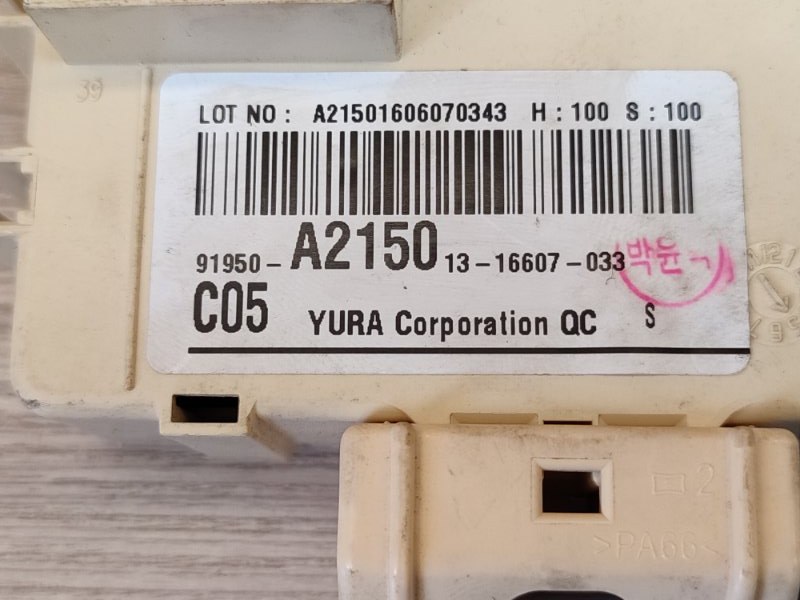 39
LOT NO : A21501606070343 H : 100 S : 100
91950 - A2150 13 - 16607 - 033
박윤
C05 YURA Corporation QC S
2
>PA66<